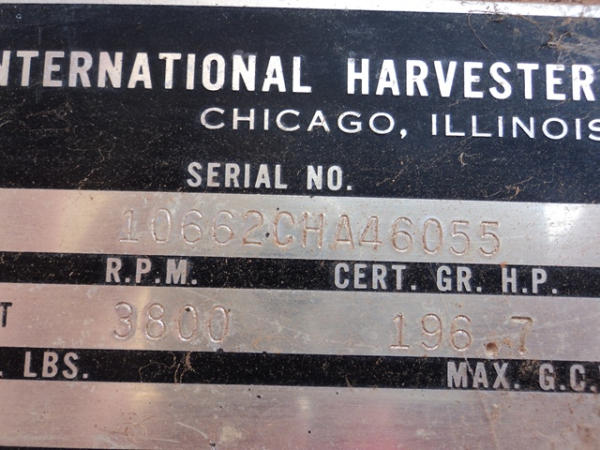 NTERNATIONAL HARVESTER
CHICAGO, ILLINOIS
SERIAL NO.
10662CHA46055
R.P.M. CERT. GR. H.P.
T 3800 196.7
. LBS. MAX. G.C.